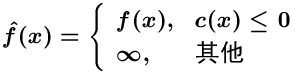 f̂(x) = { f(x), c(x) ≤ 0
∞, 其他